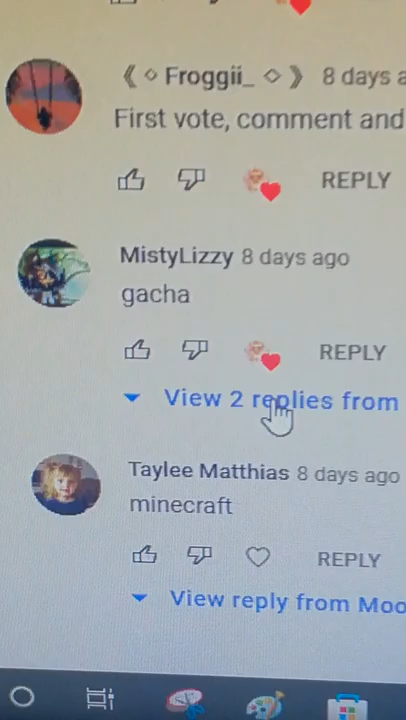 《 ⋄ Froggii_ ⋄ 》 8 days a
First vote, comment and
REPLY
MistyLizzy 8 days ago
gacha
REPLY
View 2 replies from
Taylee Matthias 8 days ago
minecraft
REPLY
View reply from Moo